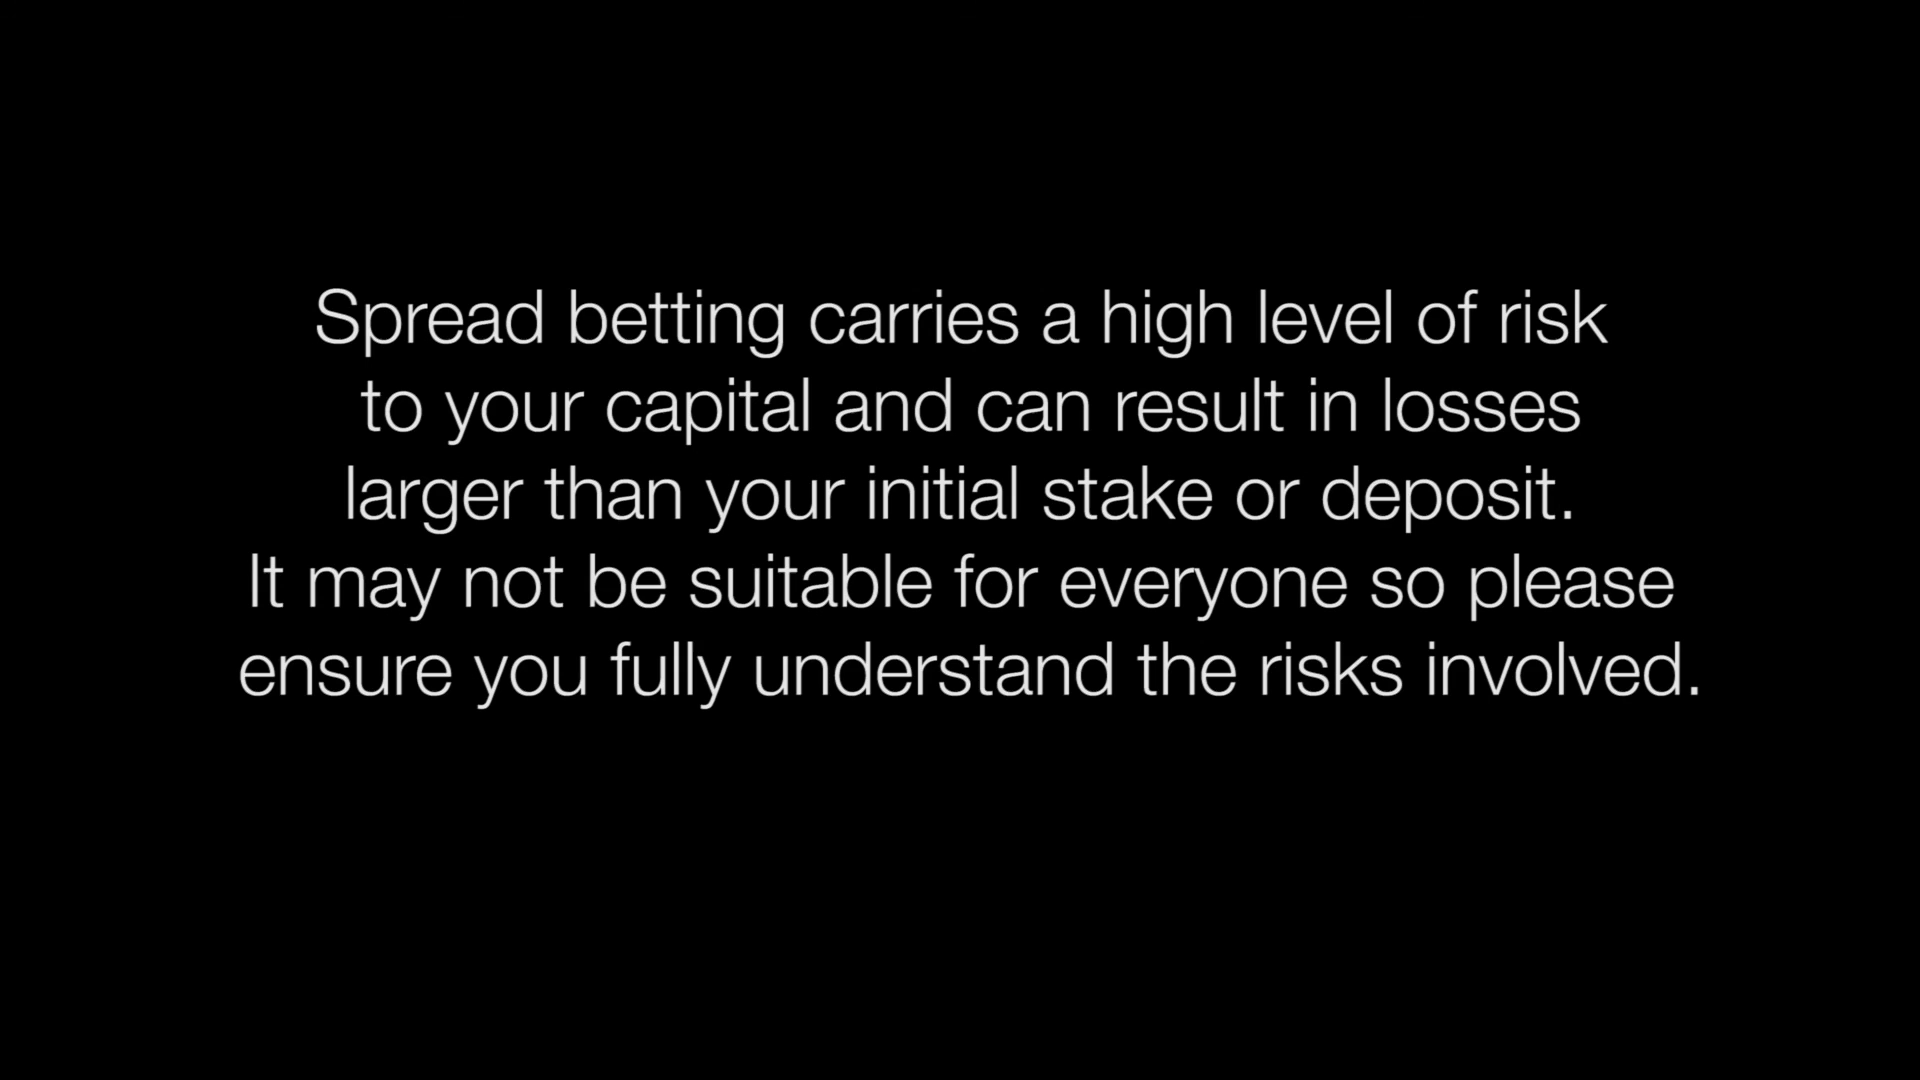 Spread betting carries a high level of risk
to your capital and can result in losses
larger than your initial stake or deposit.
It may not be suitable for everyone so please
ensure you fully understand the risks involved.